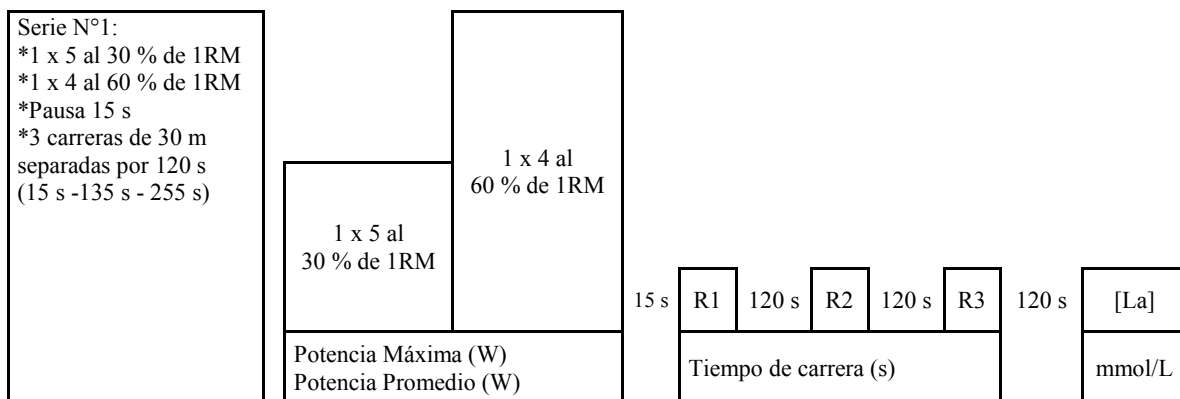 Serie N°1:
*1 x 5 al 30 % de 1RM
*1 x 4 al 60 % de 1RM
*Pausa 15 s
*3 carreras de 30 m
separadas por 120 s
(15 s -135 s - 255 s)
1 x 5 al
30 % de 1RM
1 x 4 al
60 % de 1RM
15 s
R1
120 s
R2
120 s
R3
120 s
[La]
Potencia Máxima (W)
Potencia Promedio (W)
Tiempo de carrera (s)
mmol/L